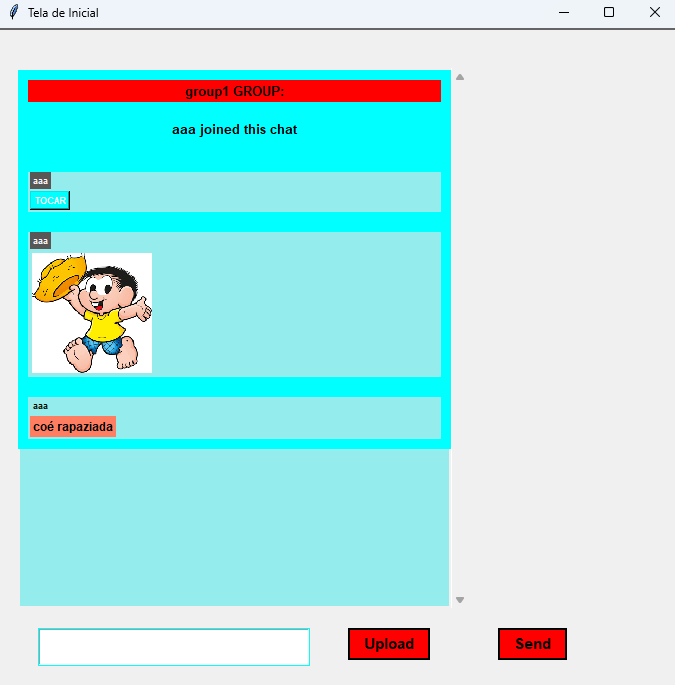 Tela de Inicial
group1 GROUP:
aaa joined this chat
aaa
TOCAR
aaa
aaa
coé rapaziada
Upload
Send